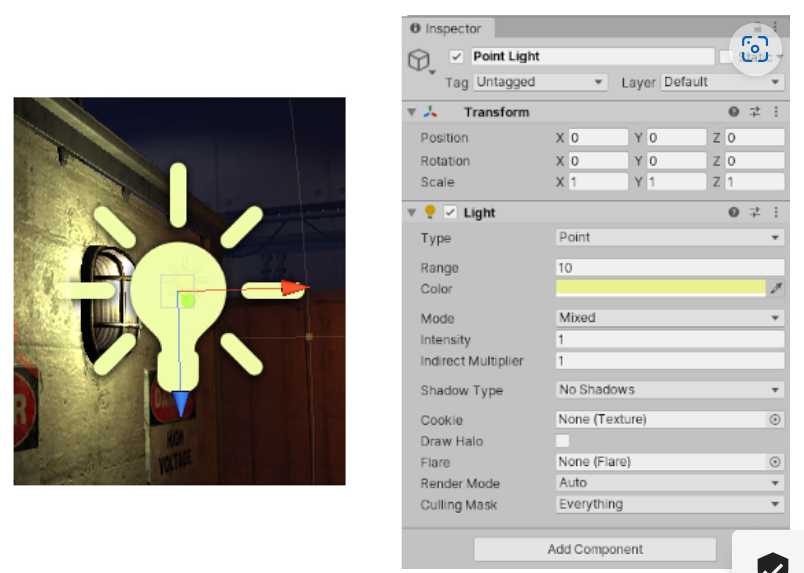 Inspector
Point Light
Static
Tag Untagged Layer Default
Transform
Position X 0 Y 0 Z 0
Rotation X 0 Y 0 Z 0
Scale X 1 Y 1 Z 1
Light
Type Point
Range 10
Color
Mode Mixed
Intensity 1
Indirect Multiplier 1
Shadow Type No Shadows
Cookie None (Texture)
Draw Halo
Flare None (Flare)
Render Mode Auto
Culling Mask Everything
Add Component
R
HIGH
VOLTAGE